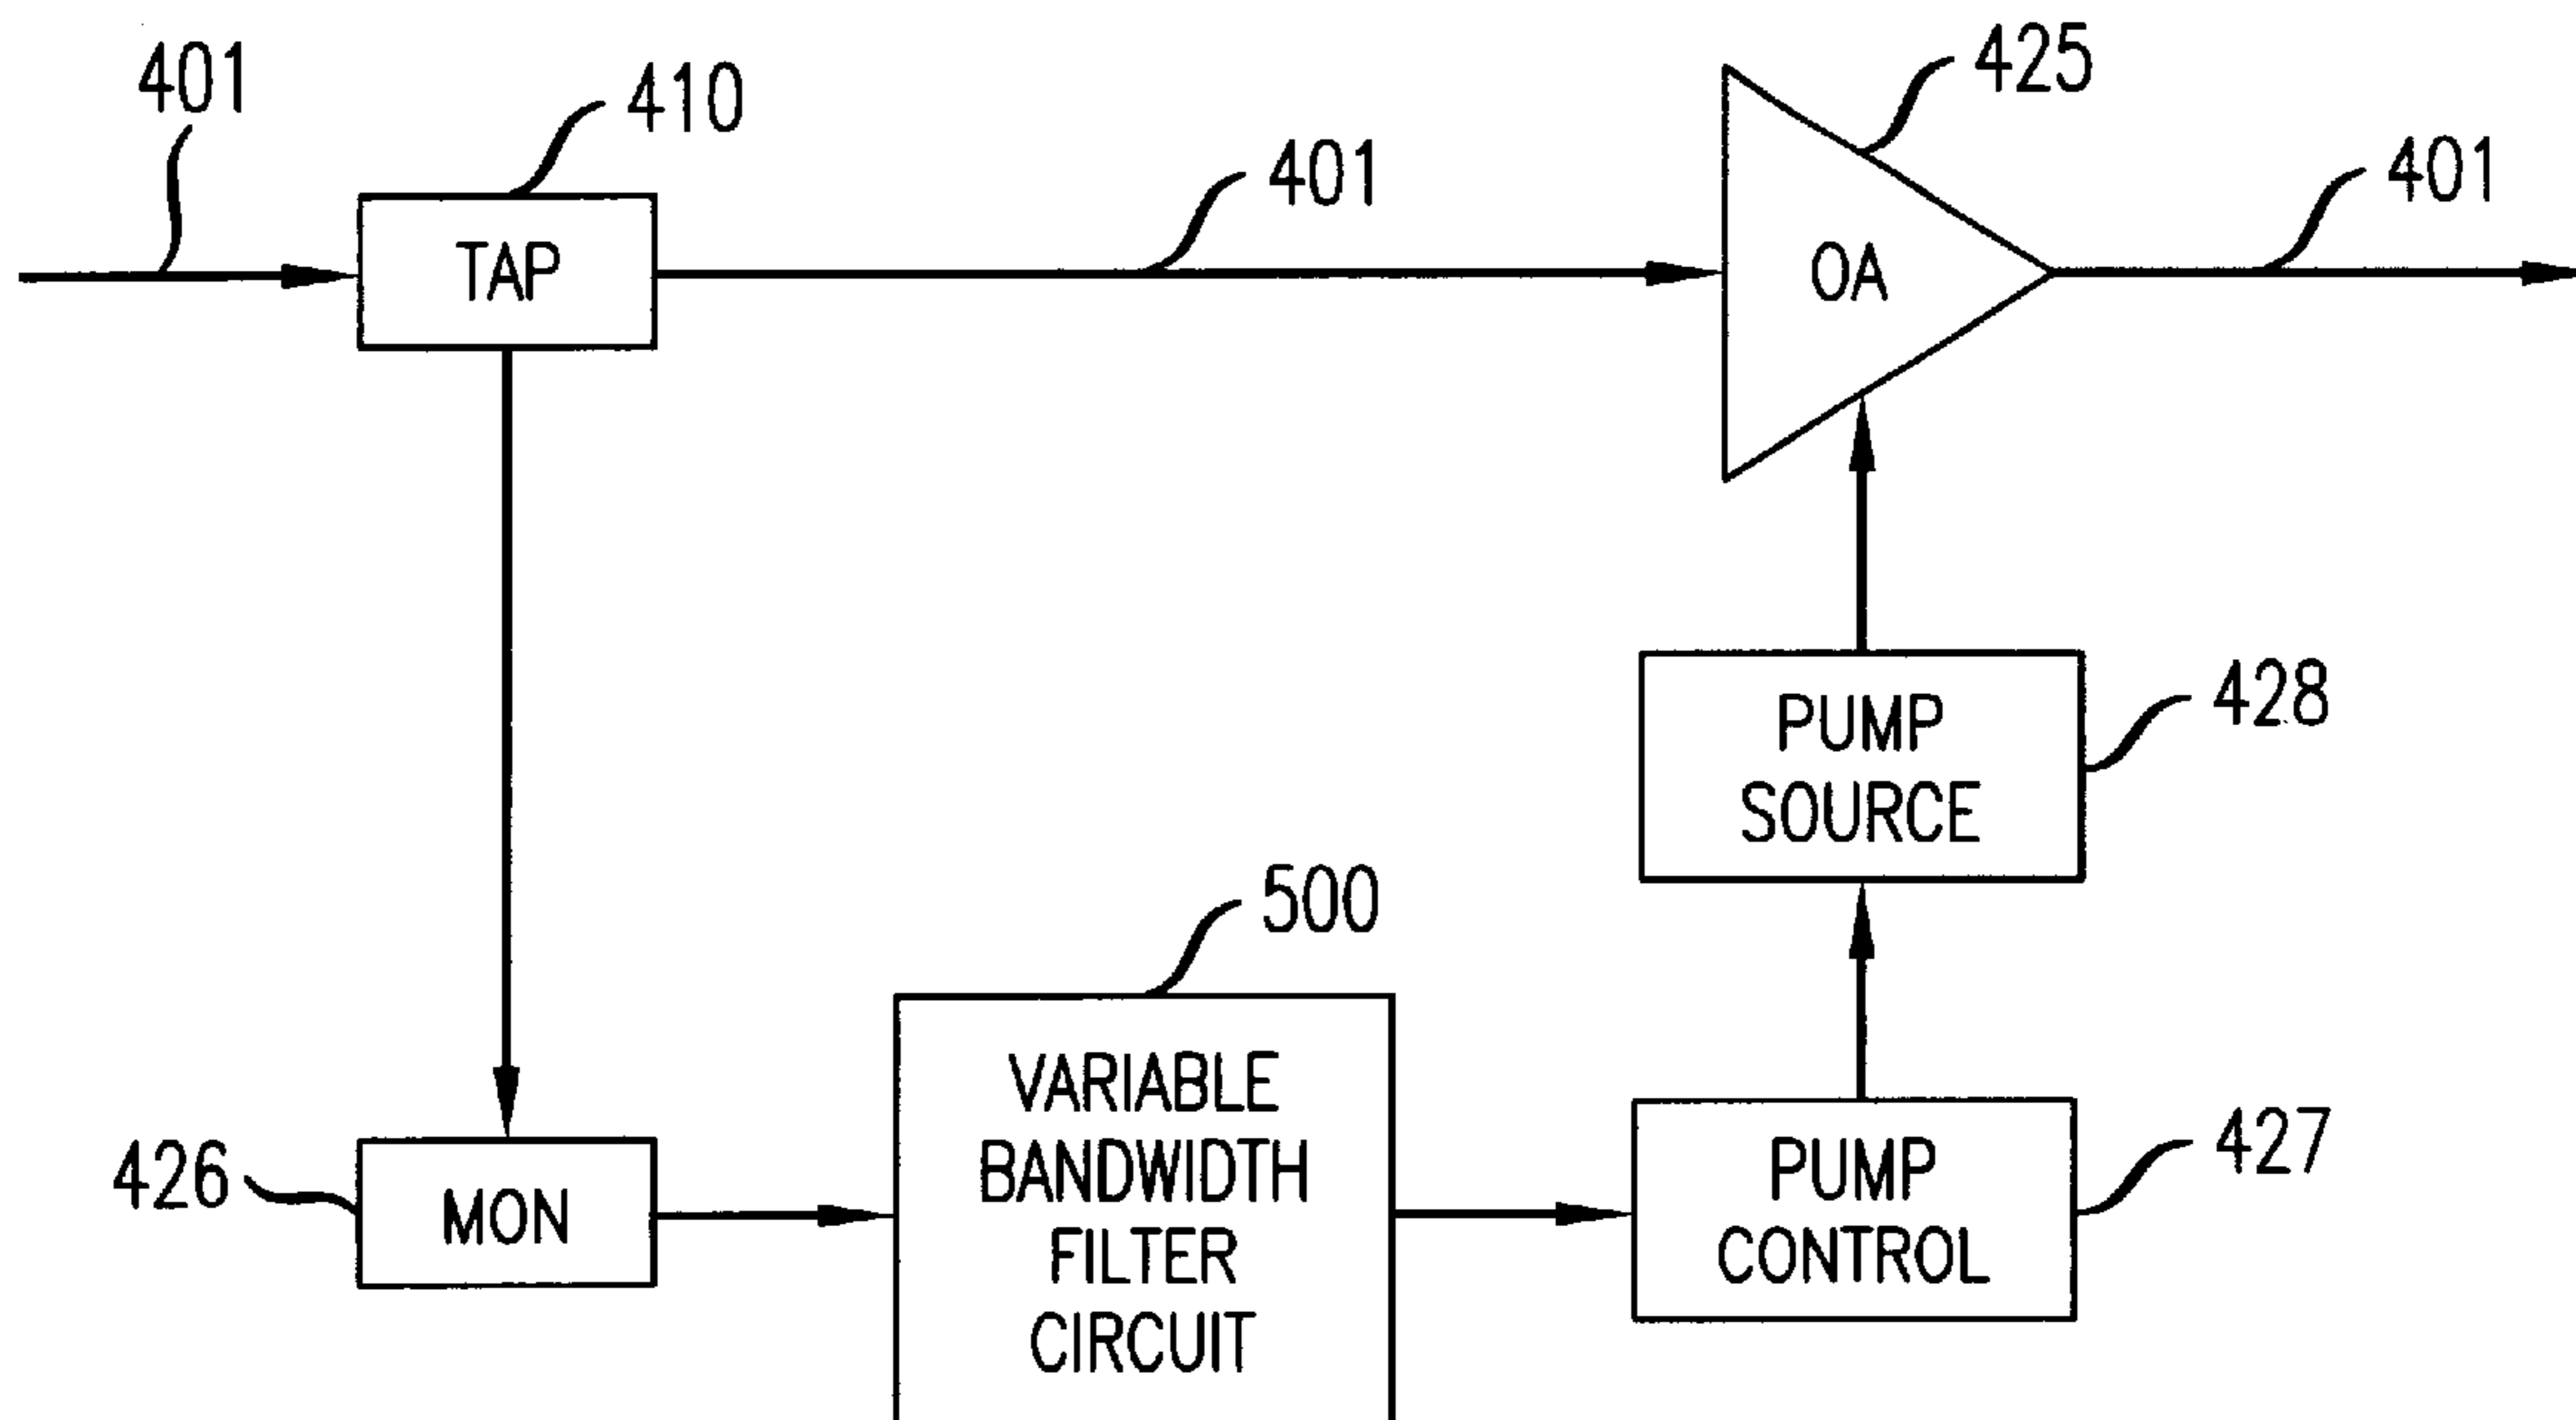 401
410
401
425
401
TAP
OA
PUMP
SOURCE
428
500
426
MON
VARIABLE
BANDWIDTH
FILTER
CIRCUIT
PUMP
CONTROL
427